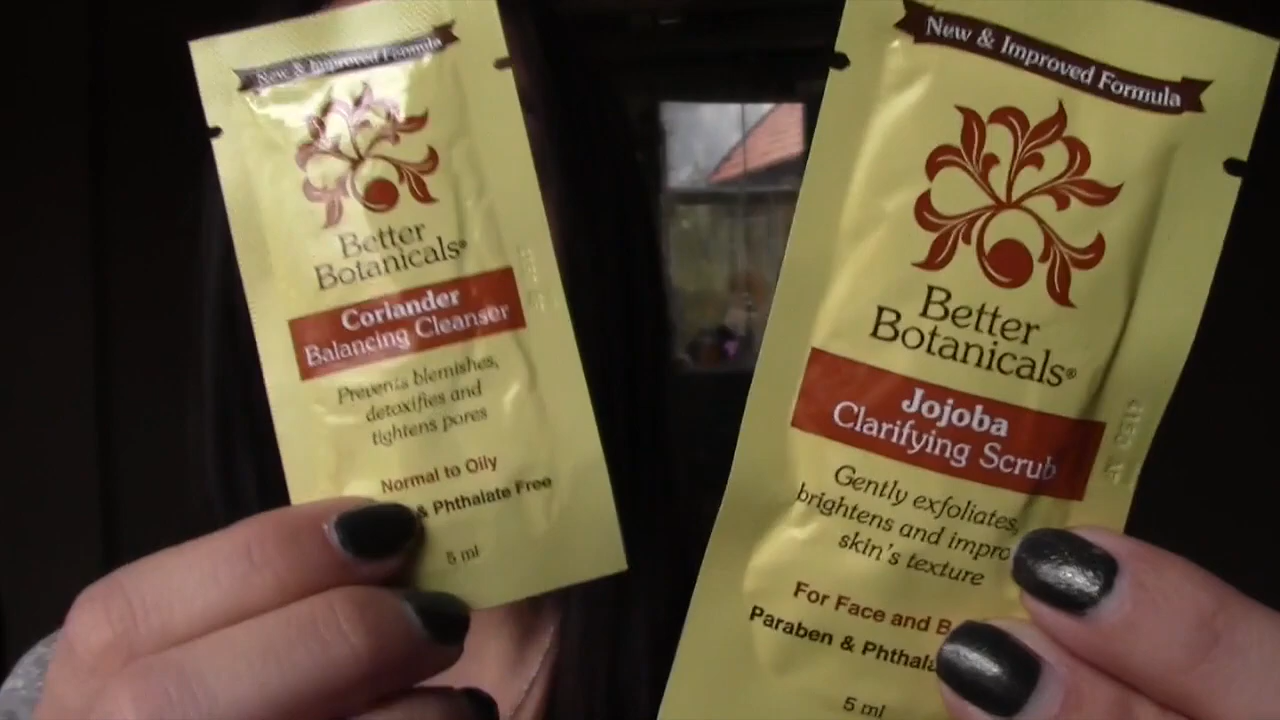 New & Improved Formula
Better
Botanicals®
Coriander
Balancing Cleanser
Prevents blemishes,
detoxifies and
tightens pores
Normal to Oily
& Phthalate Free
5 ml
New & Improved Formula
Better
Botanicals®
Jojoba
Clarifying Scrub
Gently exfoliates,
brightens and impro
skin's texture
For Face and B
Paraben & Phthala
5 ml